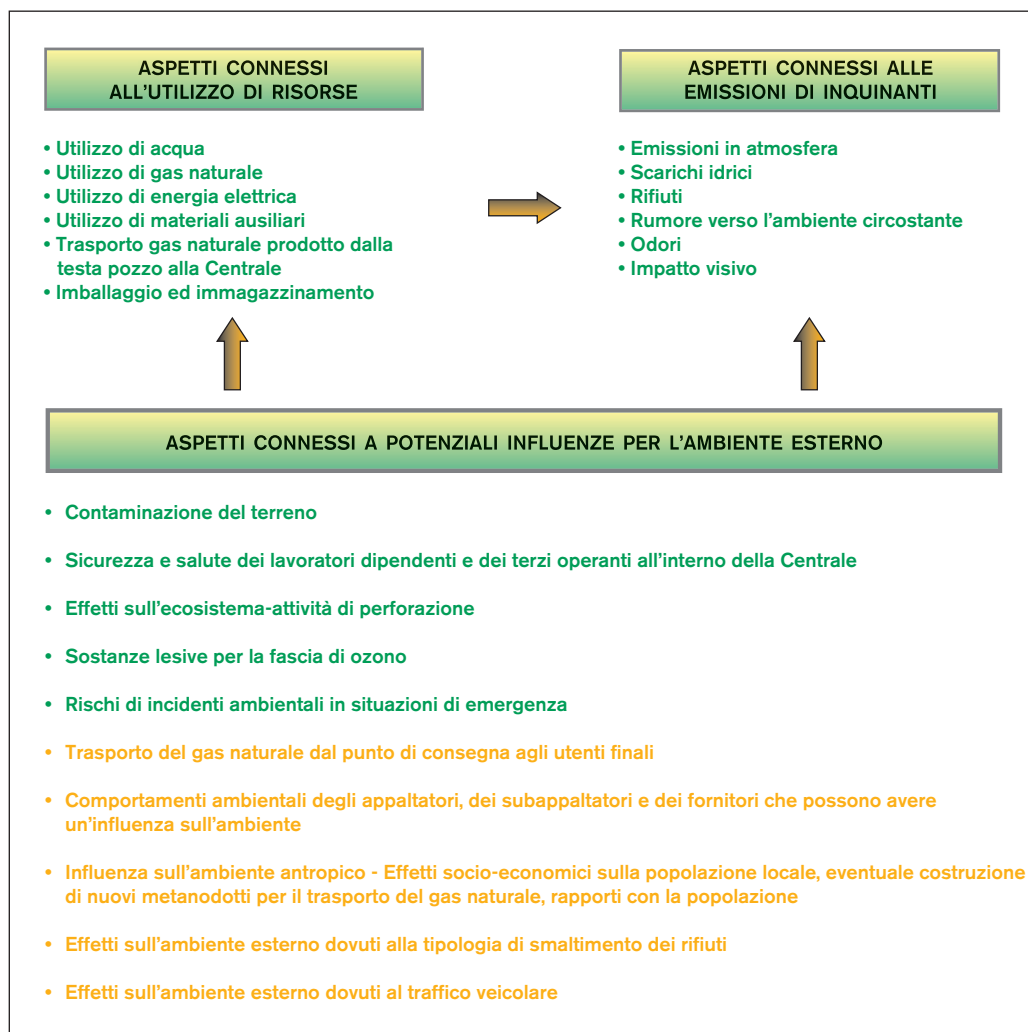 ASPETTI CONNESSI
ALL'UTILIZZO DI RISORSE
• Utilizzo di acqua
• Utilizzo di gas naturale
• Utilizzo di energia elettrica
• Utilizzo di materiali ausiliari
• Trasporto gas naturale prodotto dalla
testa pozzo alla Centrale
• Imballaggio ed immagazzinamento
ASPETTI CONNESSI ALLE
EMISSIONI DI INQUINANTI
• Emissioni in atmosfera
• Scarichi idrici
• Rifiuti
• Rumore verso l'ambiente circostante
• Odori
• Impatto visivo
ASPETTI CONNESSI A POTENZIALI INFLUENZE PER L'AMBIENTE ESTERNO
• Contaminazione del terreno
• Sicurezza e salute dei lavoratori dipendenti e dei terzi operanti all'interno della Centrale
• Effetti sull'ecosistema-attività di perforazione
• Sostanze lesive per la fascia di ozono
• Rischi di incidenti ambientali in situazioni di emergenza
• Trasporto del gas naturale dal punto di consegna agli utenti finali
• Comportamenti ambientali degli appaltatori, dei subappaltatori e dei fornitori che possono avere
un'influenza sull'ambiente
• Influenza sull'ambiente antropico - Effetti socio-economici sulla popolazione locale, eventuale costruzione
di nuovi metanodotti per il trasporto del gas naturale, rapporti con la popolazione
• Effetti sull'ambiente esterno dovuti alla tipologia di smaltimento dei rifiuti
• Effetti sull'ambiente esterno dovuti al traffico veicolare